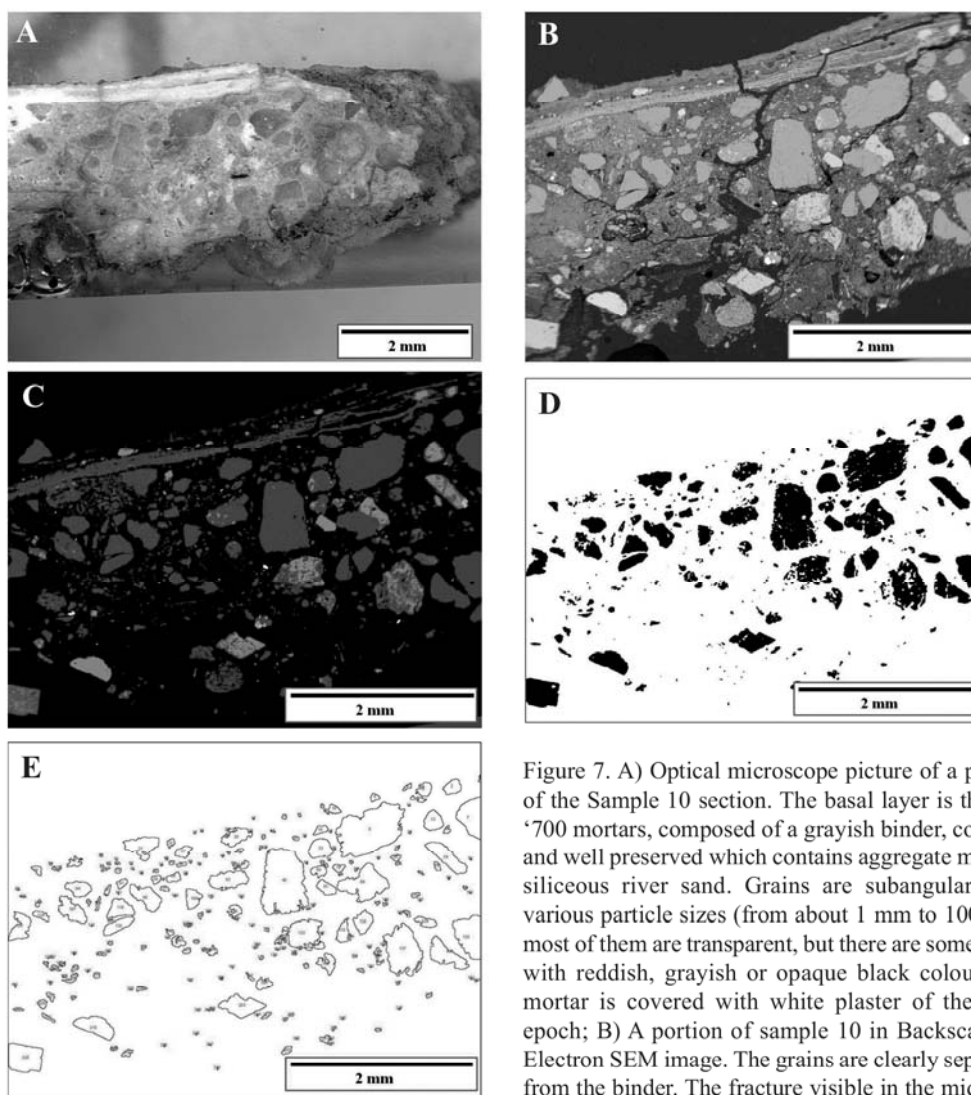 A
2 mm
B
2 mm
C
2 mm
D
2 mm
E
2 mm
Figure 7. A) Optical microscope picture of a p
of the Sample 10 section. The basal layer is th
‘700 mortars, composed of a grayish binder, co
and well preserved which contains aggregate m
siliceous river sand. Grains are subangular
various particle sizes (from about 1 mm to 100
most of them are transparent, but there are some
with reddish, grayish or opaque black colou
mortar is covered with white plaster of the
epoch; B) A portion of sample 10 in Backsca
Electron SEM image. The grains are clearly sep
from the binder. The fracture visible in the mic